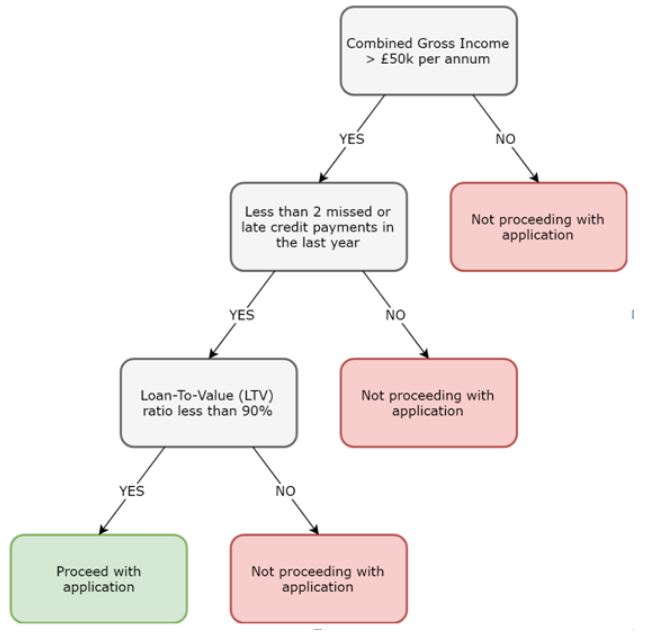 Combined Gross Income
> £50k per annum
YES
NO
Less than 2 missed or
late credit payments in
the last year
Not proceeding with
application
YES
NO
Loan-To-Value (LTV)
ratio less than 90%
Not proceeding with
application
YES
NO
Proceed with
application
Not proceeding with
application